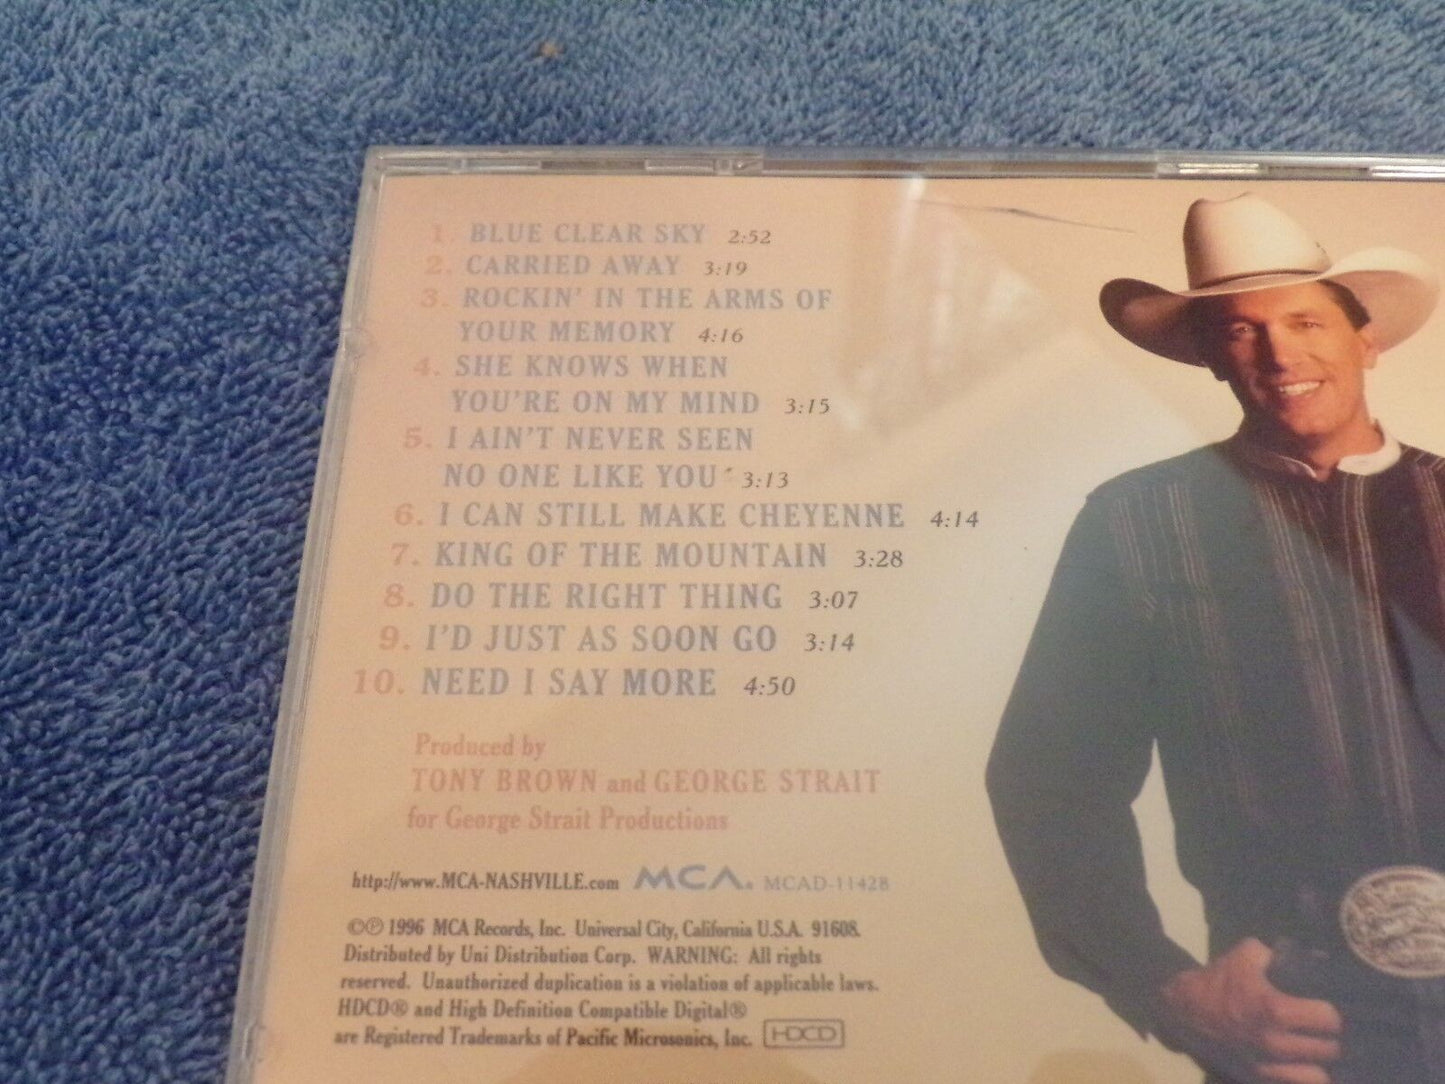 1. BLUE CLEAR SKY 2:52
2. CARRIED AWAY 3:19
3. ROCKIN' IN THE ARMS OF
YOUR MEMORY 4:16
4. SHE KNOWS WHEN
YOU'RE ON MY MIND 3:15
5. I AIN'T NEVER SEEN
NO ONE LIKE YOU 3:13
6. I CAN STILL MAKE CHEYENNE 4:14
7. KING OF THE MOUNTAIN 3:28
8. DO THE RIGHT THING 3:07
9. I'D JUST AS SOON GO 3:14
10. NEED I SAY MORE 4:50
Produced by
TONY BROWN and GEORGE STRAIT
for George Strait Productions
http://www.MCA-NASHVILLE.com MCA® MCAD-11428
©℗ 1996 MCA Records, Inc. Universal City, California U.S.A. 91608.
Distributed by Uni Distribution Corp. WARNING: All rights
reserved. Unauthorized duplication is a violation of applicable laws.
HDCD® and High Definition Compatible Digital®
are Registered Trademarks of Pacific Microsonics, Inc. HDCD